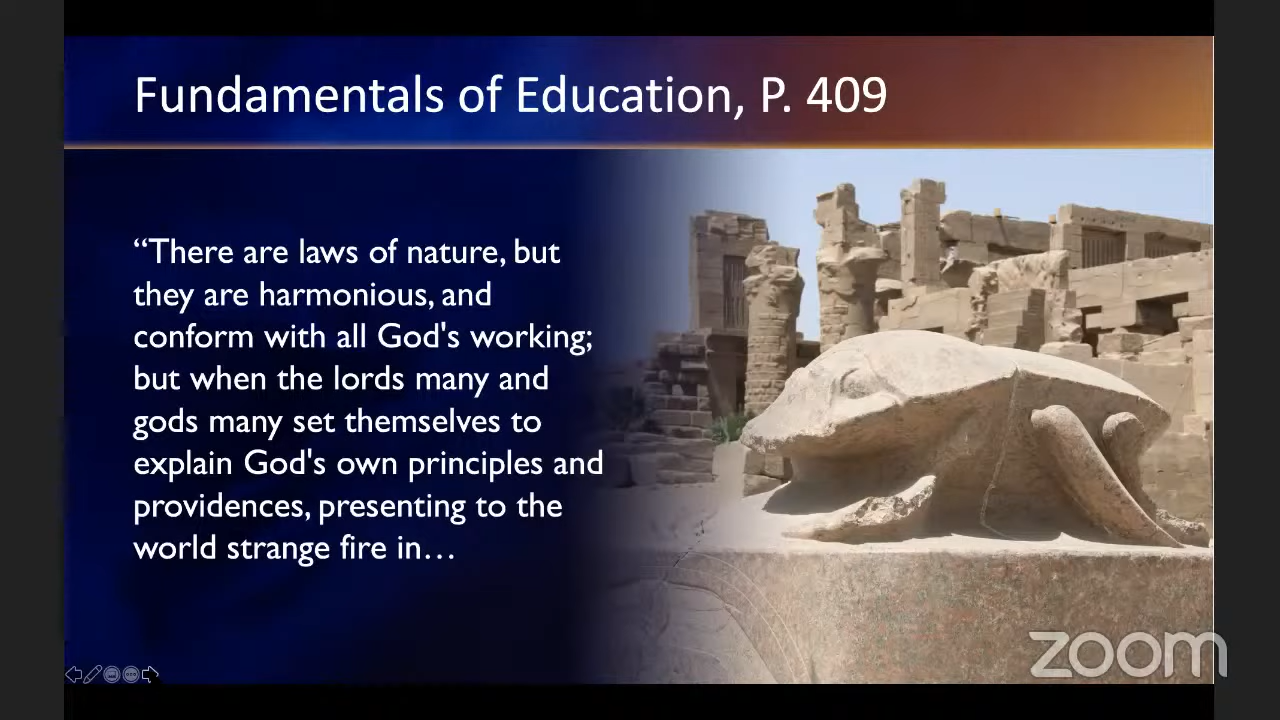 Fundamentals of Education, P. 409
“There are laws of nature, but
they are harmonious, and
conform with all God's working;
but when the lords many and
gods many set themselves to
explain God's own principles and
providences, presenting to the
world strange fire in…
zoom